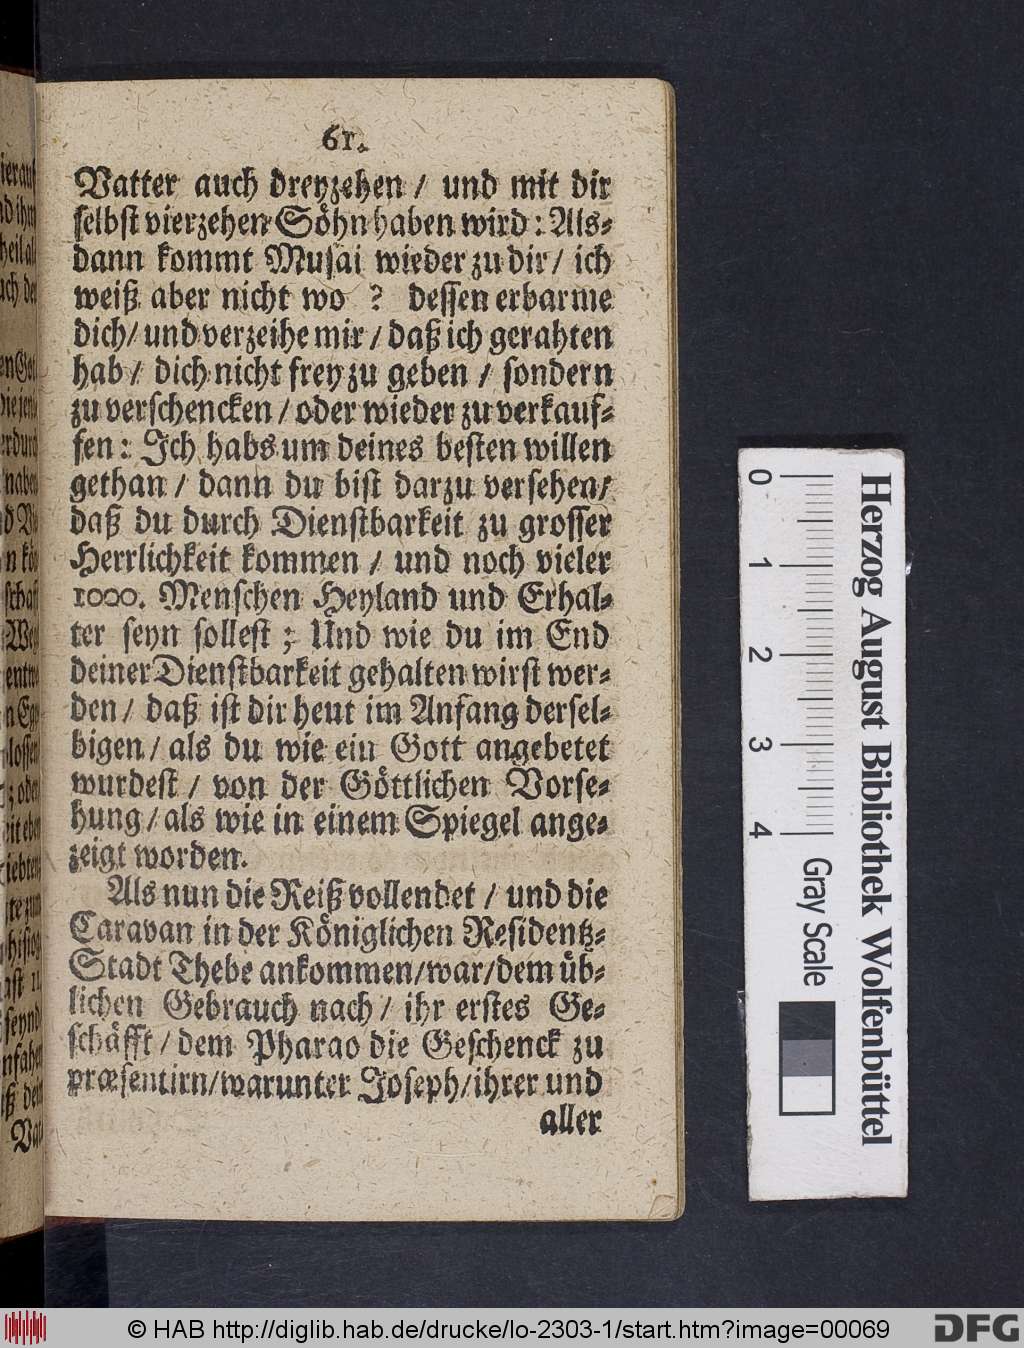 61.
Vatter auch dreyzehen / und mit dir
selbst vierzehen Söhn haben wird: Als-
dann kommt Musai wieder zu dir / ich
weiß aber nicht wo ? dessen erbarme
dich / und verzeihe mir / daß ich gerahten
hab / dich nicht frey zu geben / sondern
zu verschencken / oder wieder zu verkauf-
fen: Ich habs um deines besten willen
gethan / dann du bist darzu versehen /
daß du durch Dienstbarkeit zu grosser
Herrlichkeit kommen / und noch vieler
1000. Menschen Heyland und Erhal-
ter seyn sollest ; Und wie du im End
deiner Dienstbarkeit gehalten wirst wer-
den / daß ist dir heut im Anfang dersel-
bigen / als du wie ein Gott angebetet
wurdest / von der Göttlichen Vorse-
hung / als wie in einem Spiegel ange-
zeigt worden.
Als nun die Reiß vollendet / und die
Caravan in der Königlichen Residentz-
Stadt Thebe ankommen / war / dem üb-
lichen Gebrauch nach / ihr erstes Ge-
schäfft / dem Pharao die Geschenck zu
præsentirn / warunter Joseph / ihrer und
aller
0 1 2 3 4
Gray Scale
Herzog August Bibliothek Wolfenbüttel
© HAB http://diglib.hab.de/drucke/lo-2303-1/start.htm?image=00069
DFG